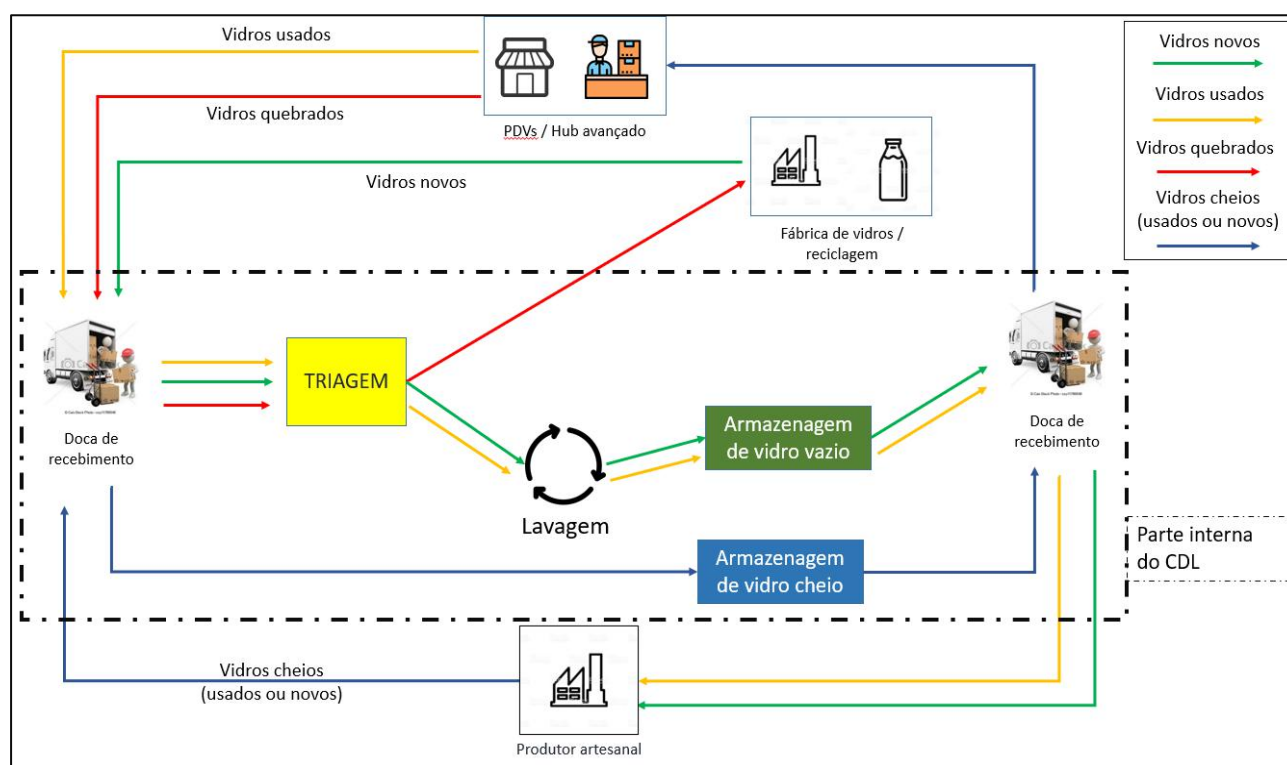 Vidros usados
Vidros quebrados
PDVs / Hub avançado
Vidros novos
Fábrica de vidros /
reciclagem
Vidros novos
Vidros usados
Vidros quebrados
Vidros cheios
(usados ou novos)
TRIAGEM
Doca de
recebimento
Lavagem
Armazenagem
de vidro vazio
Armazenagem
de vidro cheio
Doca de
recebimento
Parte interna
do CDL
Vidros cheios
(usados ou novos)
Produtor artesanal